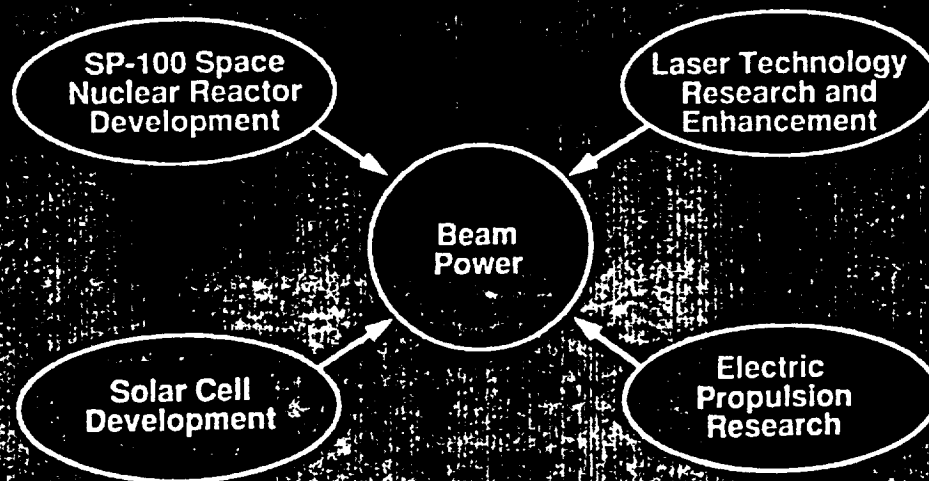 SP-100 Space
Nuclear Reactor
Development
Laser Technology
Research and
Enhancement
Beam
Power
Solar Cell
Development
Electric
Propulsion
Research